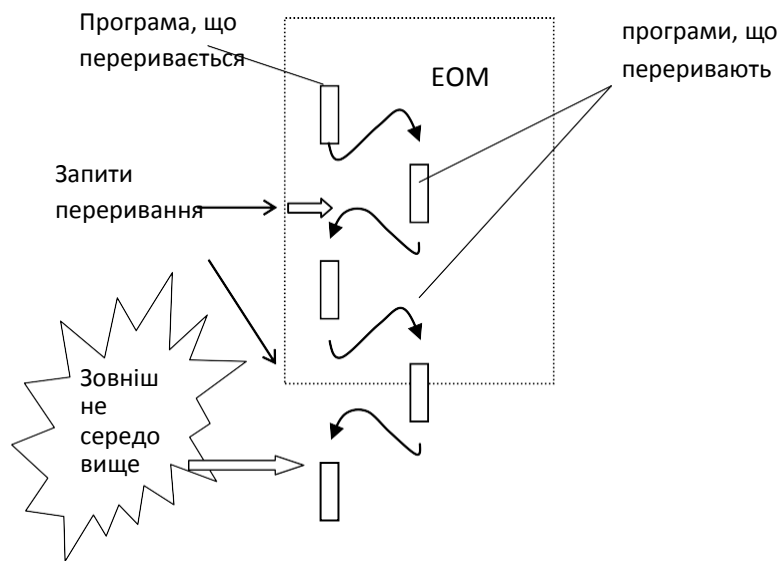 Програма, що
переривається
ЕОМ
програми, що
переривають
Запити
переривання
Зовніш
не
середо
вище